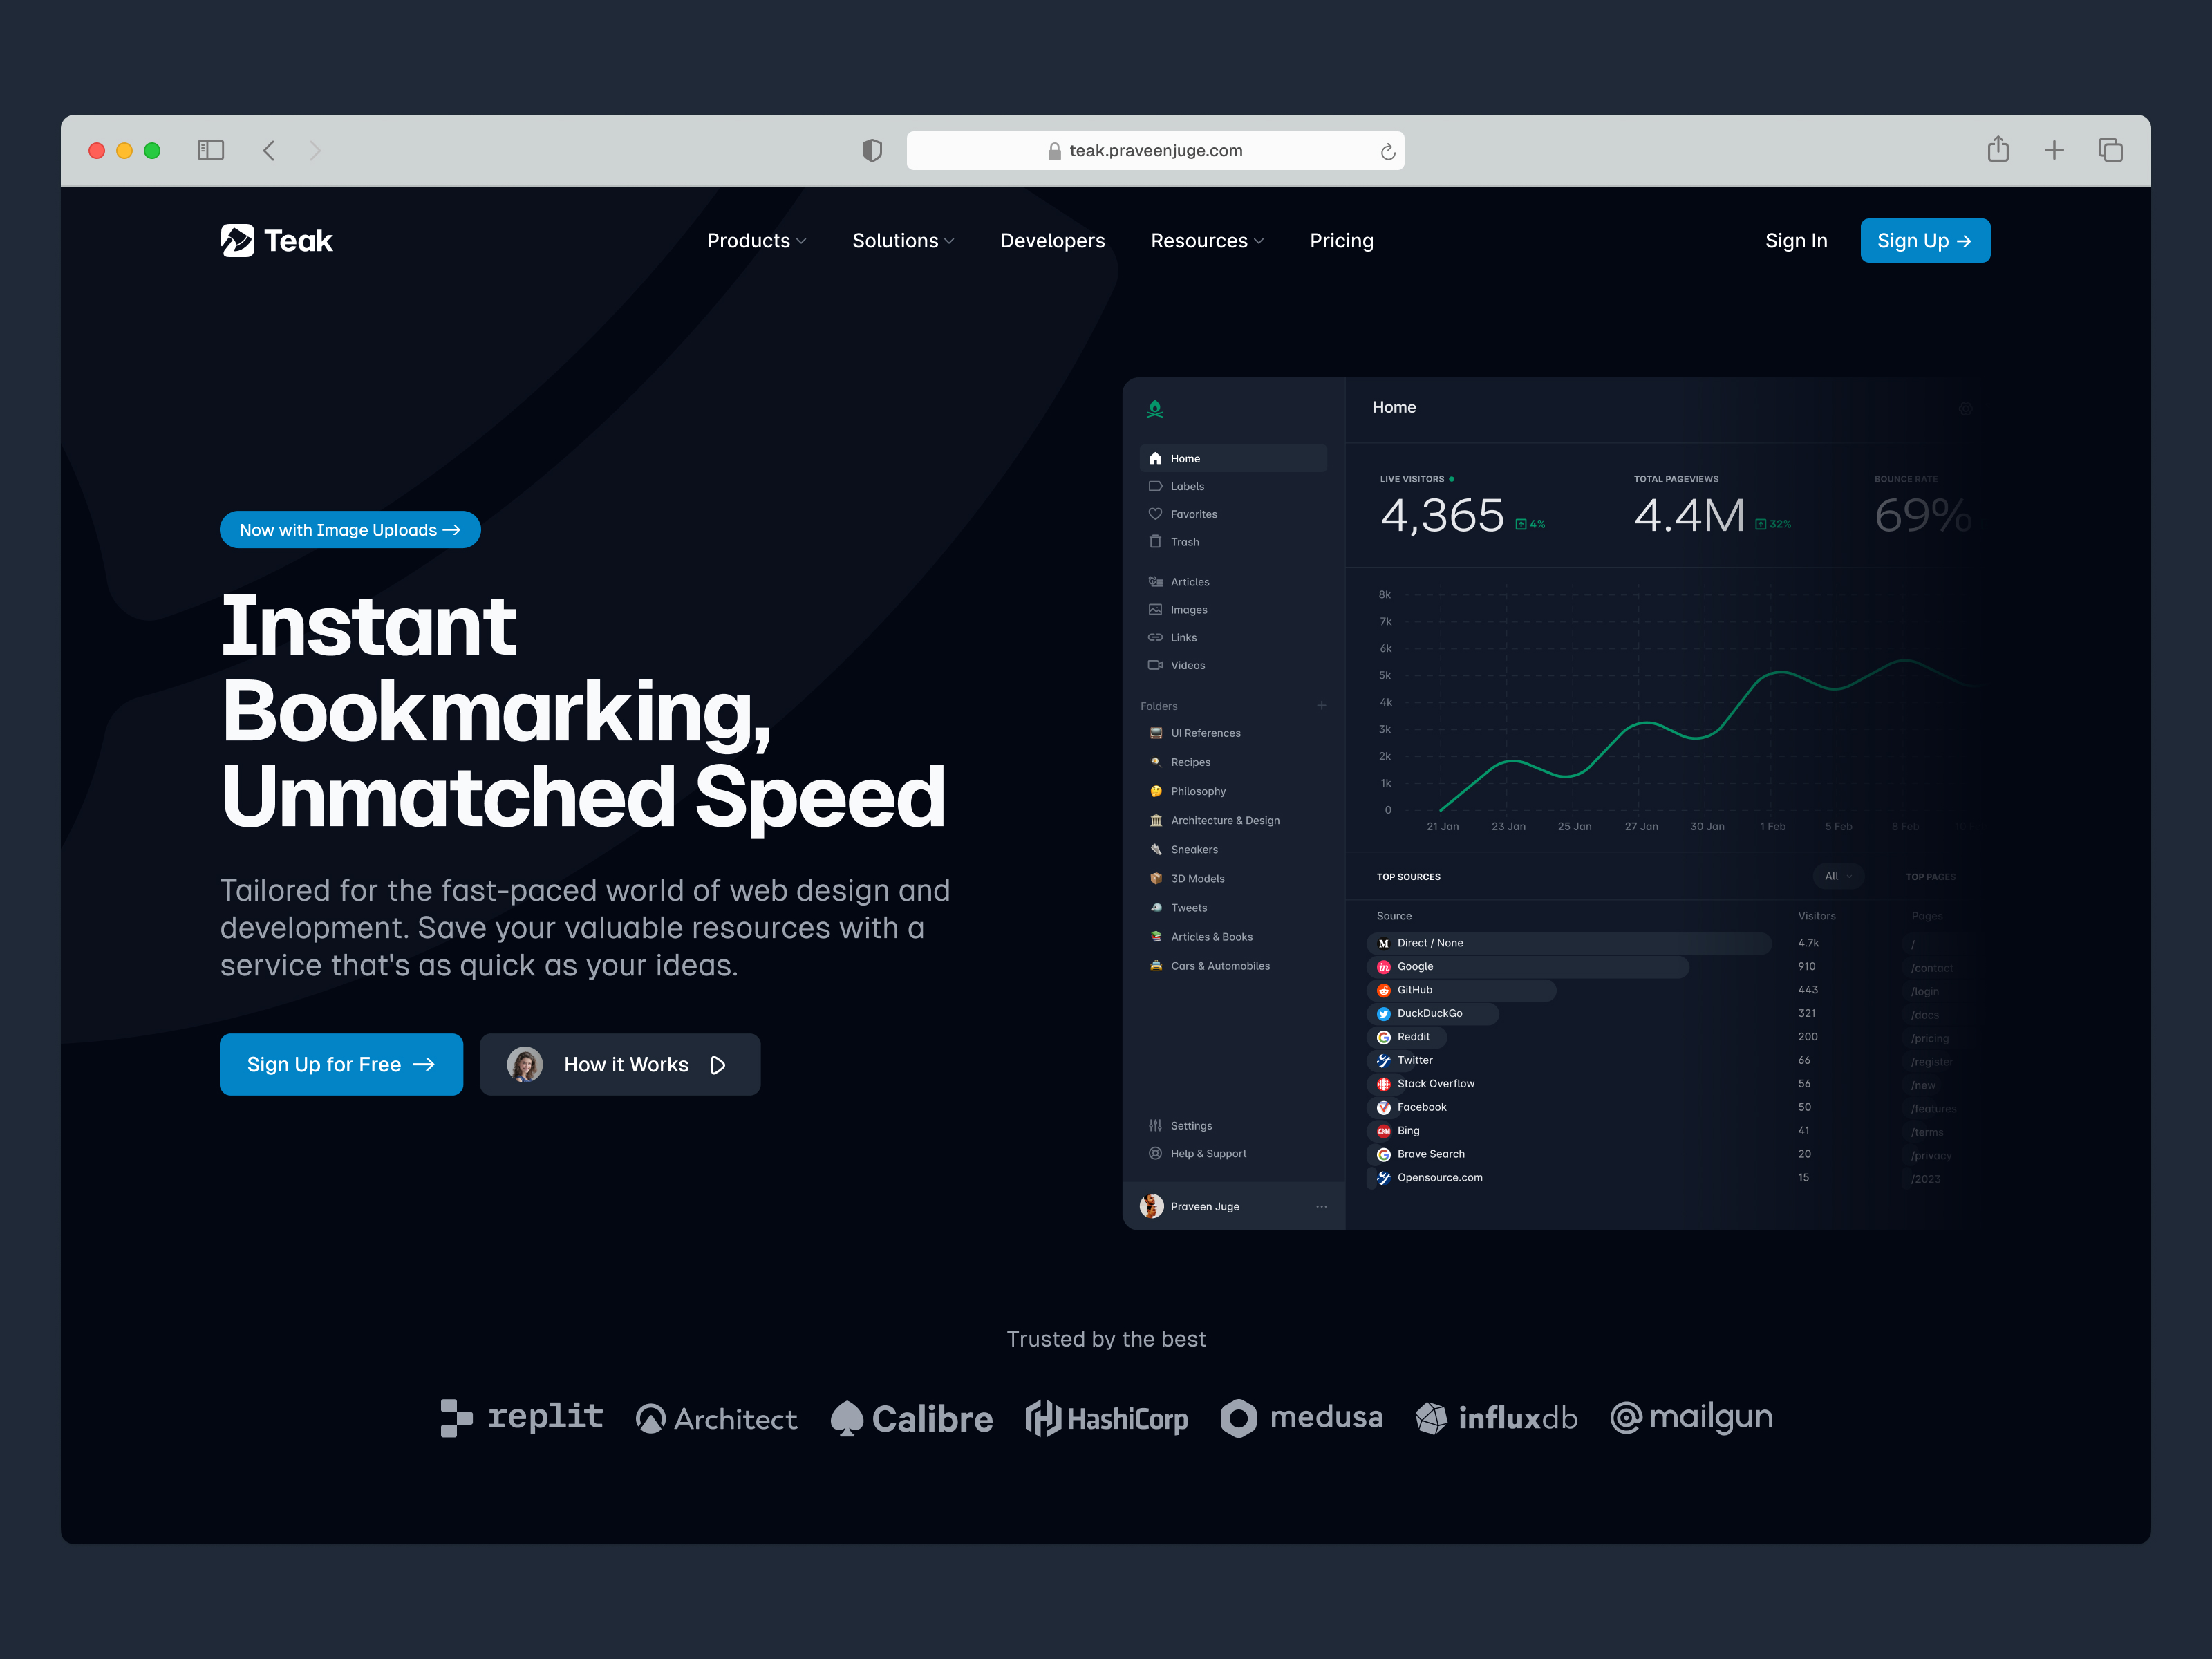 teak.praveenjuge.com
Teak
Products
Solutions
Developers
Resources
Pricing
Sign In
Sign Up →
Now with Image Uploads →
Instant
Bookmarking,
Unmatched Speed
Tailored for the fast-paced world of web design and
development. Save your valuable resources with a
service that's as quick as your ideas.
Sign Up for Free →
How it Works
Home
Labels
Favorites
Trash
Articles
Images
Links
Videos
Folders
UI References
Recipes
Philosophy
Architecture & Design
Sneakers
3D Models
Tweets
Articles & Books
Cars & Automobiles
Settings
Help & Support
Praveen Juge
Home
LIVE VISITORS
4,365
4%
TOTAL PAGEVIEWS
4.4M
32%
BOUNCE RATE
69%
8k
7k
6k
5k
4k
3k
2k
1k
0
21 Jan
23 Jan
25 Jan
27 Jan
30 Jan
1 Feb
5 Feb
8 Feb
TOP SOURCES
All
Source
Visitors
Direct / None
4.7k
Google
910
GitHub
443
DuckDuckGo
321
Reddit
200
Twitter
66
Stack Overflow
56
Facebook
50
Bing
41
Brave Search
20
Opensource.com
15
TOP PAGES
Pages
/
/contact
/login
/docs
/pricing
/register
/new
/features
/terms
/privacy
/2023
Trusted by the best
replit
Architect
Calibre
HashiCorp
medusa
influxdb
mailgun